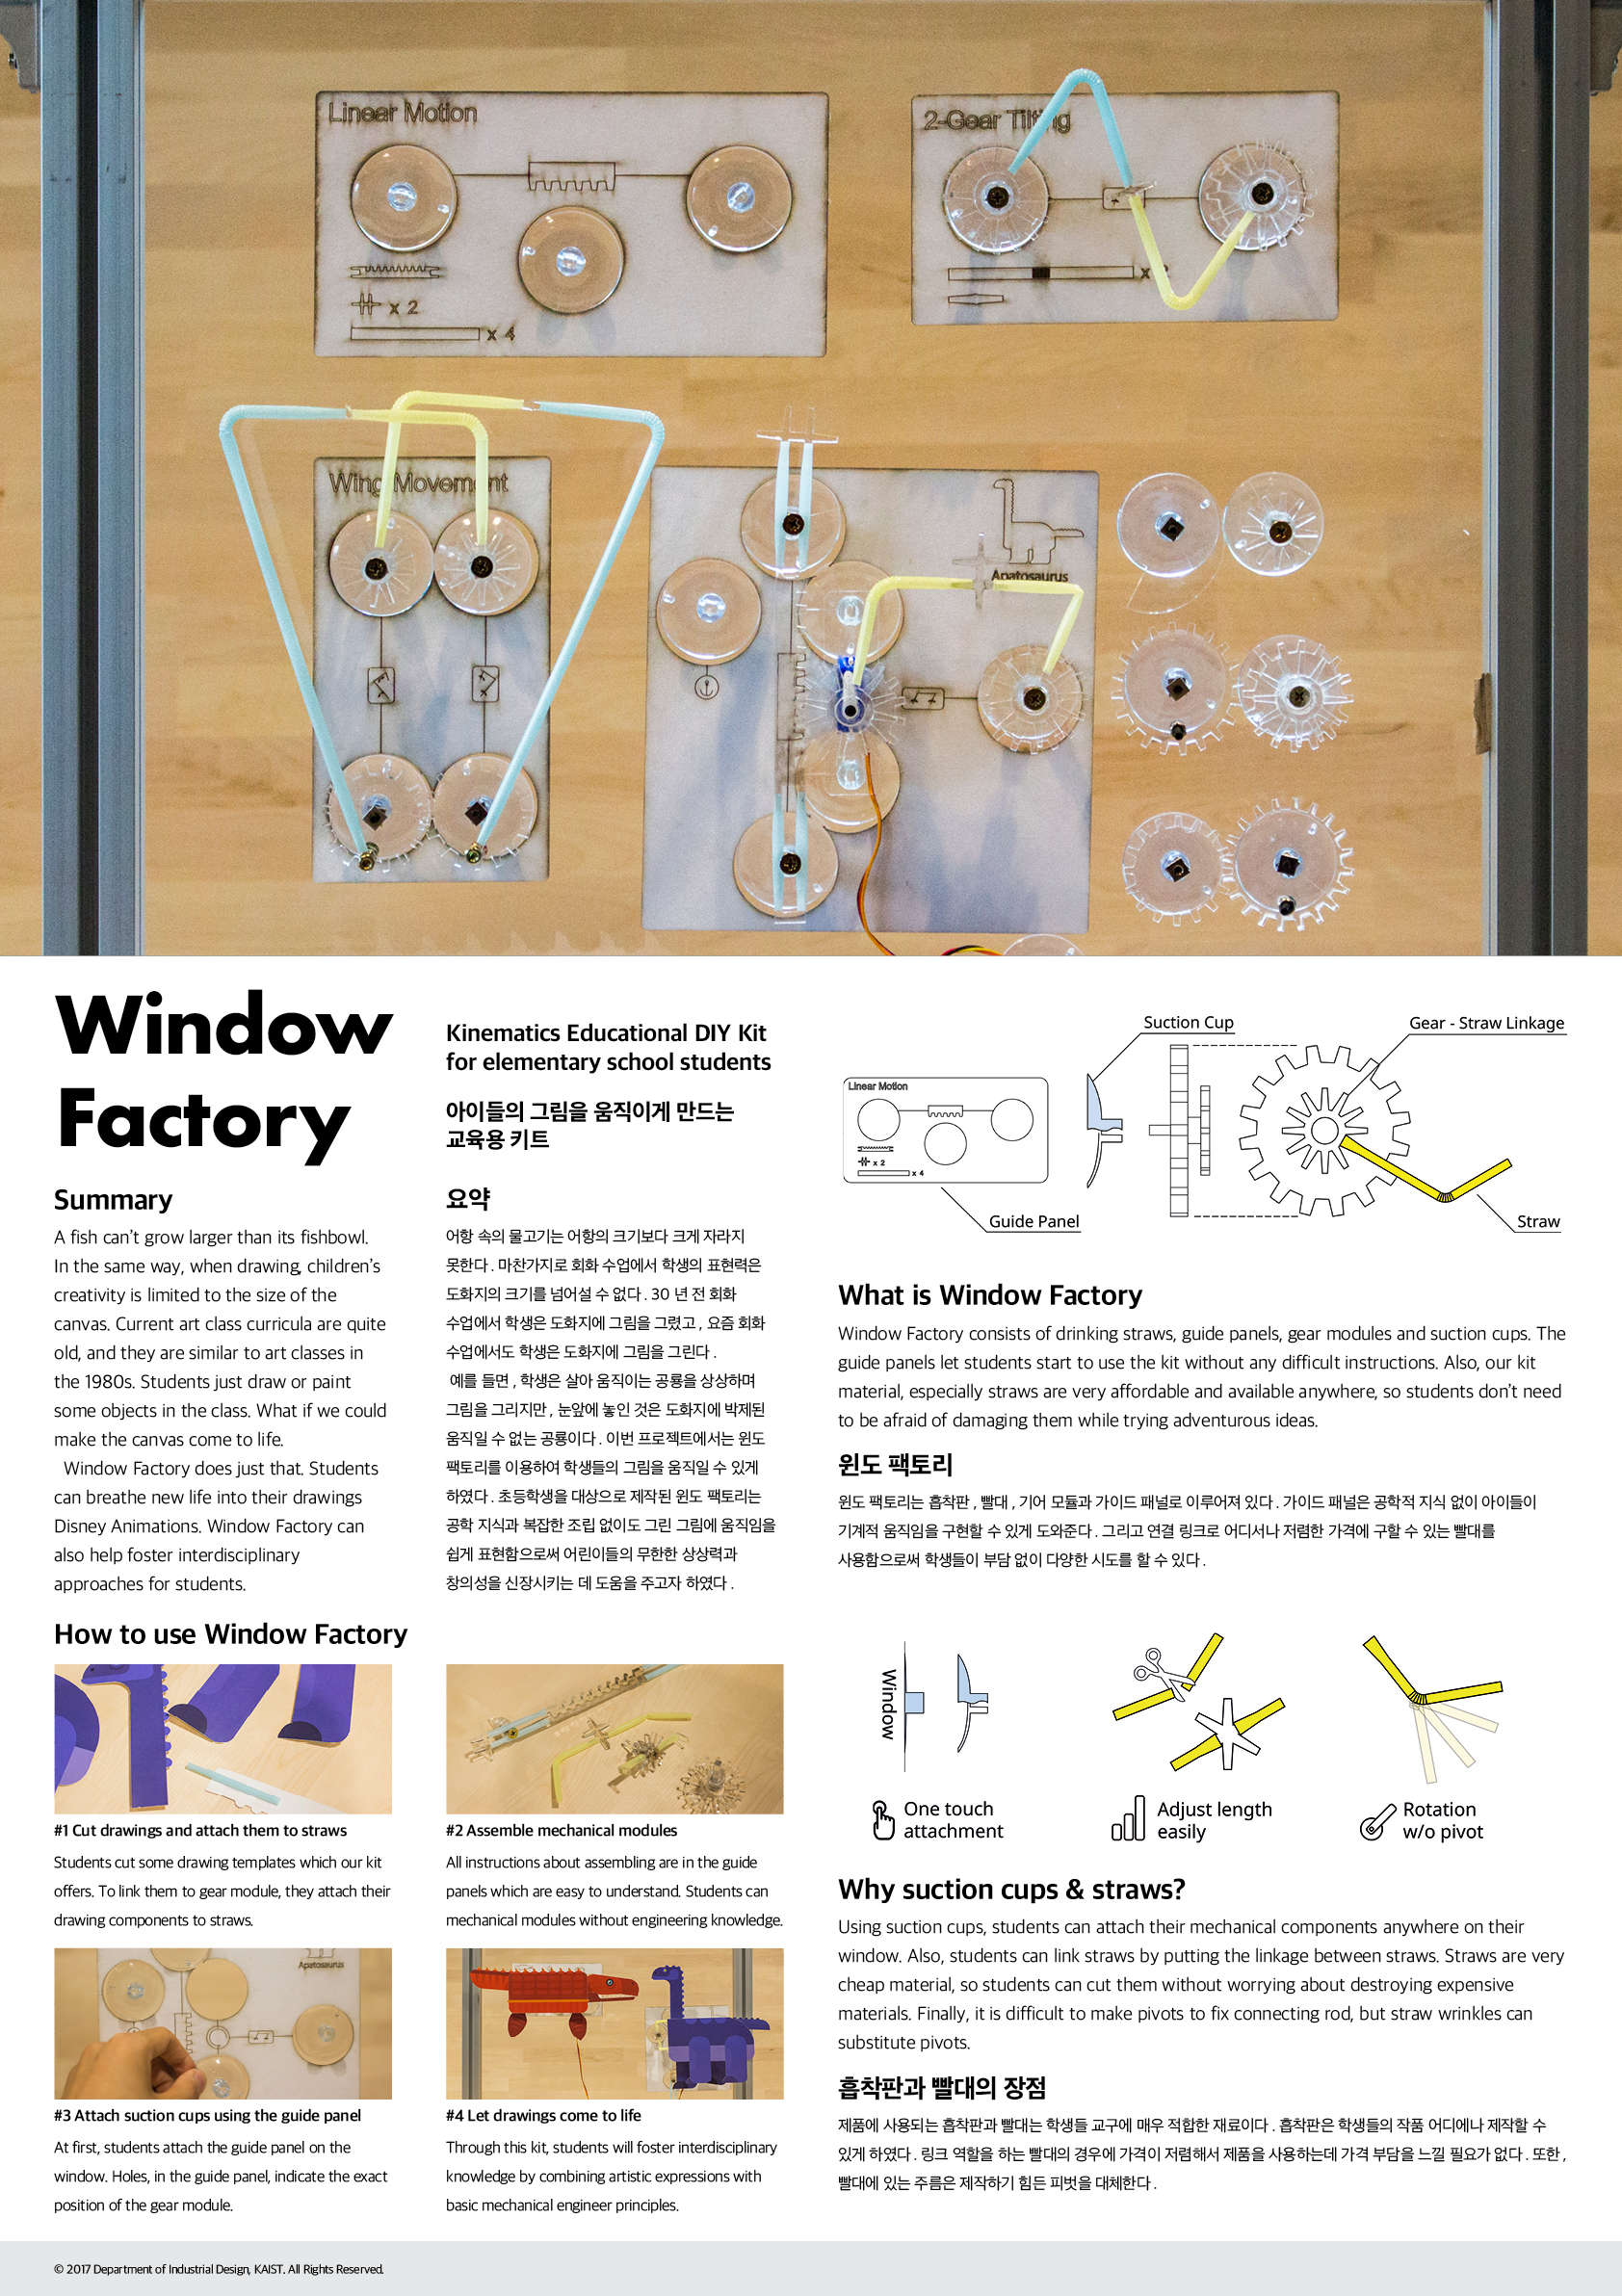 Linear Motion
x 2
x 4
2-Gear Tilting
x
Wing Movement
Apatosaurus
Window
Factory
Kinematics Educational DIY Kit
for elementary school students
아이들의 그림을 움직이게 만드는
교육용 키트
Summary
A fish can't grow larger than its fishbowl.
In the same way, when drawing, children's
creativity is limited to the size of the
canvas. Current art class curricula are quite
old, and they are similar to art classes in
the 1980s. Students just draw or paint
some objects in the class. What if we could
make the canvas come to life.
Window Factory does just that. Students
can breathe new life into their drawings
Disney Animations. Window Factory can
also help foster interdisciplinary
approaches for students.
요약
어항 속의 물고기는 어항의 크기보다 크게 자라지
못한다 . 마찬가지로 회화 수업에서 학생의 표현력은
도화지의 크기를 넘어설 수 없다 . 30 년 전 회화
수업에서 학생은 도화지에 그림을 그렸고 , 요즘 회화
수업에서도 학생은 도화지에 그림을 그린다 .
예를 들면 , 학생은 살아 움직이는 공룡을 상상하며
그림을 그리지만 , 눈앞에 놓인 것은 도화지에 박제된
움직일 수 없는 공룡이다 . 이번 프로젝트에서는 윈도
팩토리를 이용하여 학생들의 그림을 움직일 수 있게
하였다 . 초등학생을 대상으로 제작된 윈도 팩토리는
공학 지식과 복잡한 조립 없이도 그린 그림에 움직임을
쉽게 표현함으로써 어린이들의 무한한 상상력과
창의성을 신장시키는 데 도움을 주고자 하였다 .
Suction Cup
Gear - Straw Linkage
Linear Motion
x 2
x 4
Guide Panel
Straw
What is Window Factory
Window Factory consists of drinking straws, guide panels, gear modules and suction cups. The
guide panels let students start to use the kit without any difficult instructions. Also, our kit
material, especially straws are very affordable and available anywhere, so students don't need
to be afraid of damaging them while trying adventurous ideas.
윈도 팩토리
윈도 팩토리는 흡착판 , 빨대 , 기어 모듈과 가이드 패널로 이루어져 있다 . 가이드 패널은 공학적 지식 없이 아이들이
기계적 움직임을 구현할 수 있게 도와준다 . 그리고 연결 링크로 어디서나 저렴한 가격에 구할 수 있는 빨대를
사용함으로써 학생들이 부담 없이 다양한 시도를 할 수 있다 .
How to use Window Factory
#1 Cut drawings and attach them to straws
Students cut some drawing templates which our kit
offers. To link them to gear module, they attach their
drawing components to straws.
#2 Assemble mechanical modules
All instructions about assembling are in the guide
panels which are easy to understand. Students can
mechanical modules without engineering knowledge.
Apatosaurus
#3 Attach suction cups using the guide panel
At first, students attach the guide panel on the
window. Holes, in the guide panel, indicate the exact
position of the gear module.
#4 Let drawings come to life
Through this kit, students will foster interdisciplinary
knowledge by combining artistic expressions with
basic mechanical engineer principles.
Window
One touch
attachment
Adjust length
easily
Rotation
w/o pivot
Why suction cups & straws?
Using suction cups, students can attach their mechanical components anywhere on their
window. Also, students can link straws by putting the linkage between straws. Straws are very
cheap material, so students can cut them without worrying about destroying expensive
materials. Finally, it is difficult to make pivots to fix connecting rod, but straw wrinkles can
substitute pivots.
흡착판과 빨대의 장점
제품에 사용되는 흡착판과 빨대는 학생들 교구에 매우 적합한 재료이다 . 흡착판은 학생들의 작품 어디에나 제작할 수
있게 하였다 . 링크 역할을 하는 빨대의 경우에 가격이 저렴해서 제품을 사용하는데 가격 부담을 느낄 필요가 없다 . 또한 ,
빨대에 있는 주름은 제작하기 힘든 피벗을 대체한다 .
© 2017 Department of Industrial Design, KAIST. All Rights Reserved.